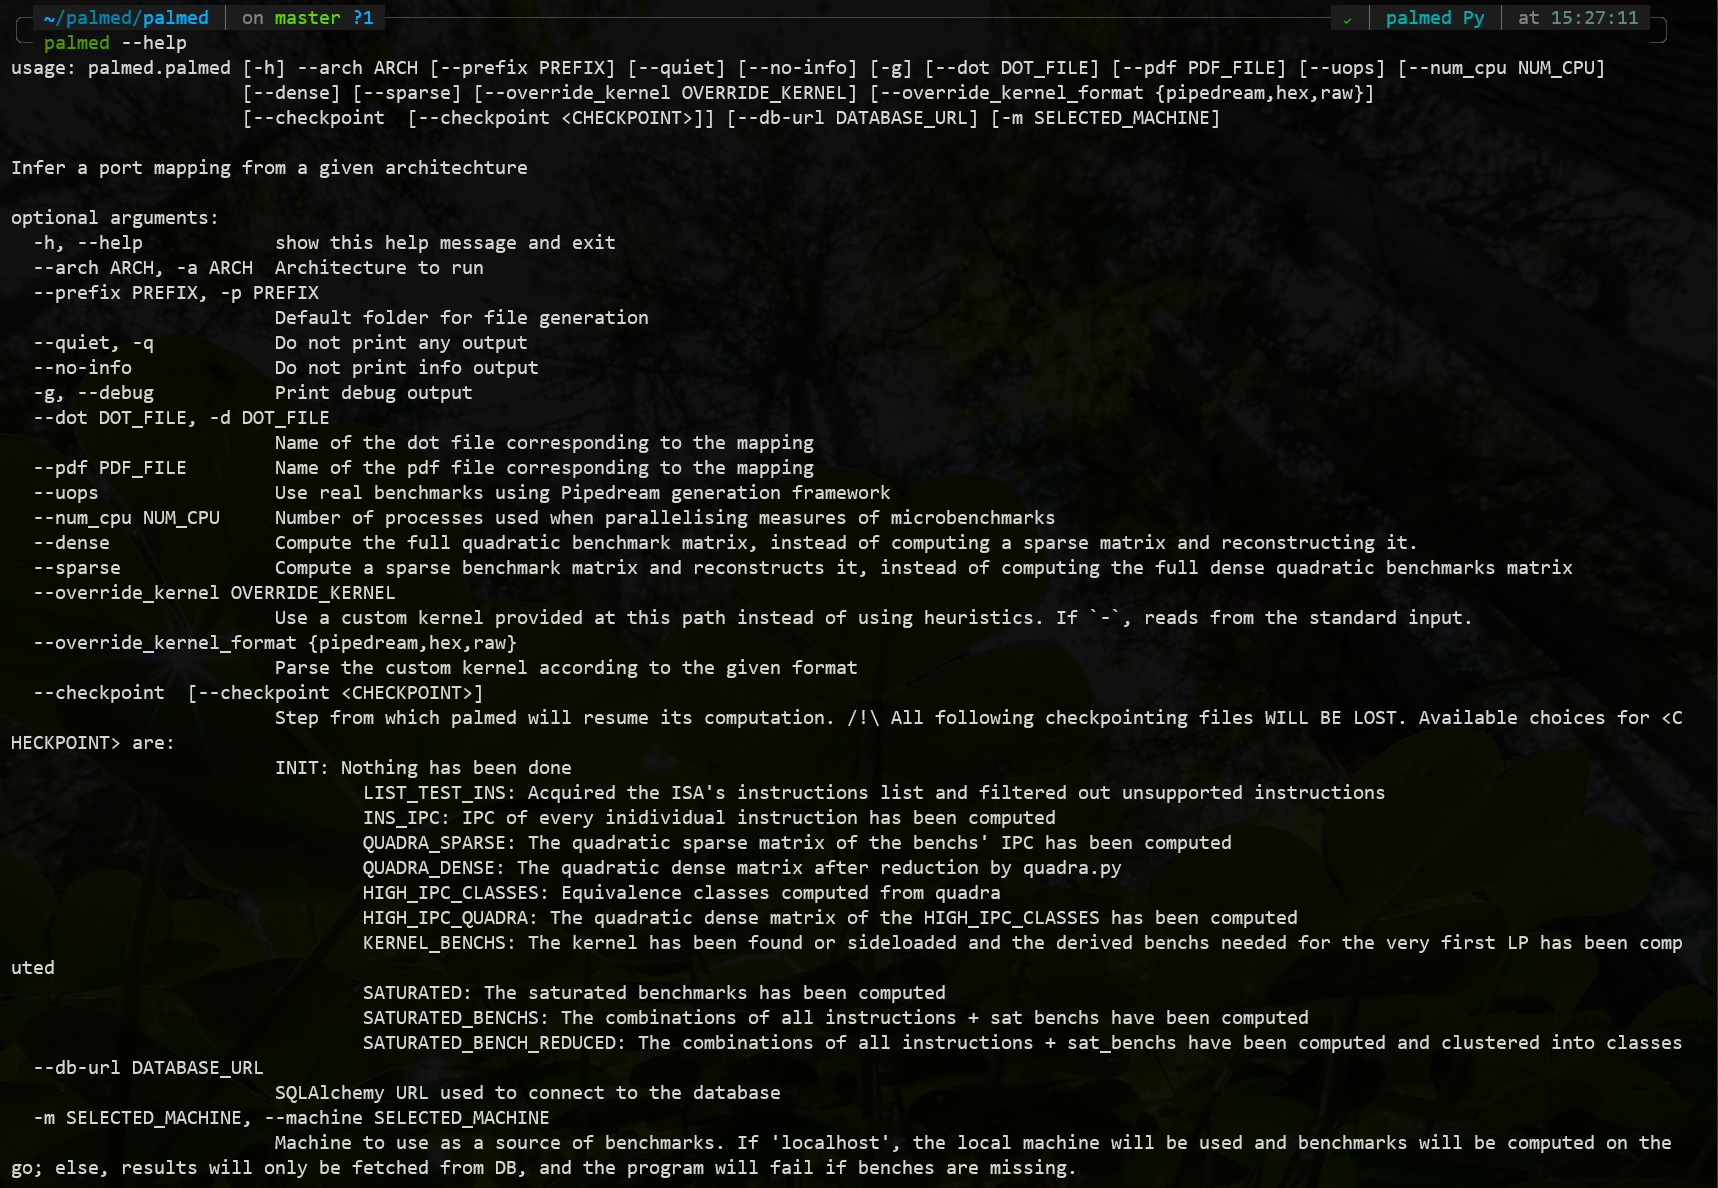 ~/palmed/palmed on master ?1 ✓ palmed Py at 15:27:11
palmed --help
usage: palmed.palmed [-h] --arch ARCH [--prefix PREFIX] [--quiet] [--no-info] [-g] [--dot DOT_FILE] [--pdf PDF_FILE] [--uops] [--num_cpu NUM_CPU]
[--dense] [--sparse] [--override_kernel OVERRIDE_KERNEL] [--override_kernel_format {pipedream,hex,raw}]
[--checkpoint  [--checkpoint <CHECKPOINT>]] [--db-url DATABASE_URL] [-m SELECTED_MACHINE]
Infer a port mapping from a given architechture
optional arguments:
-h, --help            show this help message and exit
--arch ARCH, -a ARCH  Architecture to run
--prefix PREFIX, -p PREFIX
Default folder for file generation
--quiet, -q           Do not print any output
--no-info             Do not print info output
-g, --debug           Print debug output
--dot DOT_FILE, -d DOT_FILE
Name of the dot file corresponding to the mapping
--pdf PDF_FILE        Name of the pdf file corresponding to the mapping
--uops                Use real benchmarks using Pipedream generation framework
--num_cpu NUM_CPU     Number of processes used when parallelising measures of microbenchmarks
--dense               Compute the full quadratic benchmark matrix, instead of computing a sparse matrix and reconstructing it.
--sparse              Compute a sparse benchmark matrix and reconstructs it, instead of computing the full dense quadratic benchmarks matrix
--override_kernel OVERRIDE_KERNEL
Use a custom kernel provided at this path instead of using heuristics. If `-`, reads from the standard input.
--override_kernel_format {pipedream,hex,raw}
Parse the custom kernel according to the given format
--checkpoint  [--checkpoint <CHECKPOINT>]
Step from which palmed will resume its computation. /!\ All following checkpointing files WILL BE LOST. Available choices for <C
HECKPOINT> are:
INIT: Nothing has been done
LIST_TEST_INS: Acquired the ISA's instructions list and filtered out unsupported instructions
INS_IPC: IPC of every inidividual instruction has been computed
QUADRA_SPARSE: The quadratic sparse matrix of the benchs' IPC has been computed
QUADRA_DENSE: The quadratic dense matrix after reduction by quadra.py
HIGH_IPC_CLASSES: Equivalence classes computed from quadra
HIGH_IPC_QUADRA: The quadratic dense matrix of the HIGH_IPC_CLASSES has been computed
KERNEL_BENCHS: The kernel has been found or sideloaded and the derived benchs needed for the very first LP has been comp
uted
SATURATED: The saturated benchmarks has been computed
SATURATED_BENCHS: The combinations of all instructions + sat benchs have been computed
SATURATED_BENCH_REDUCED: The combinations of all instructions + sat_benchs have been computed and clustered into classes
--db-url DATABASE_URL
SQLAlchemy URL used to connect to the database
-m SELECTED_MACHINE, --machine SELECTED_MACHINE
Machine to use as a source of benchmarks. If 'localhost', the local machine will be used and benchmarks will be computed on the
go; else, results will only be fetched from DB, and the program will fail if benches are missing.